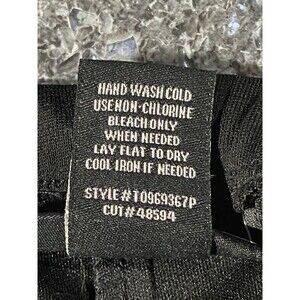 HAND WASH COLD
USE NON-CHLORINE
BLEACH ONLY
WHEN NEEDED
LAY FLAT TO DRY
COOL IRON IF NEEDED
STYLE#TO969367P
CUT#48594